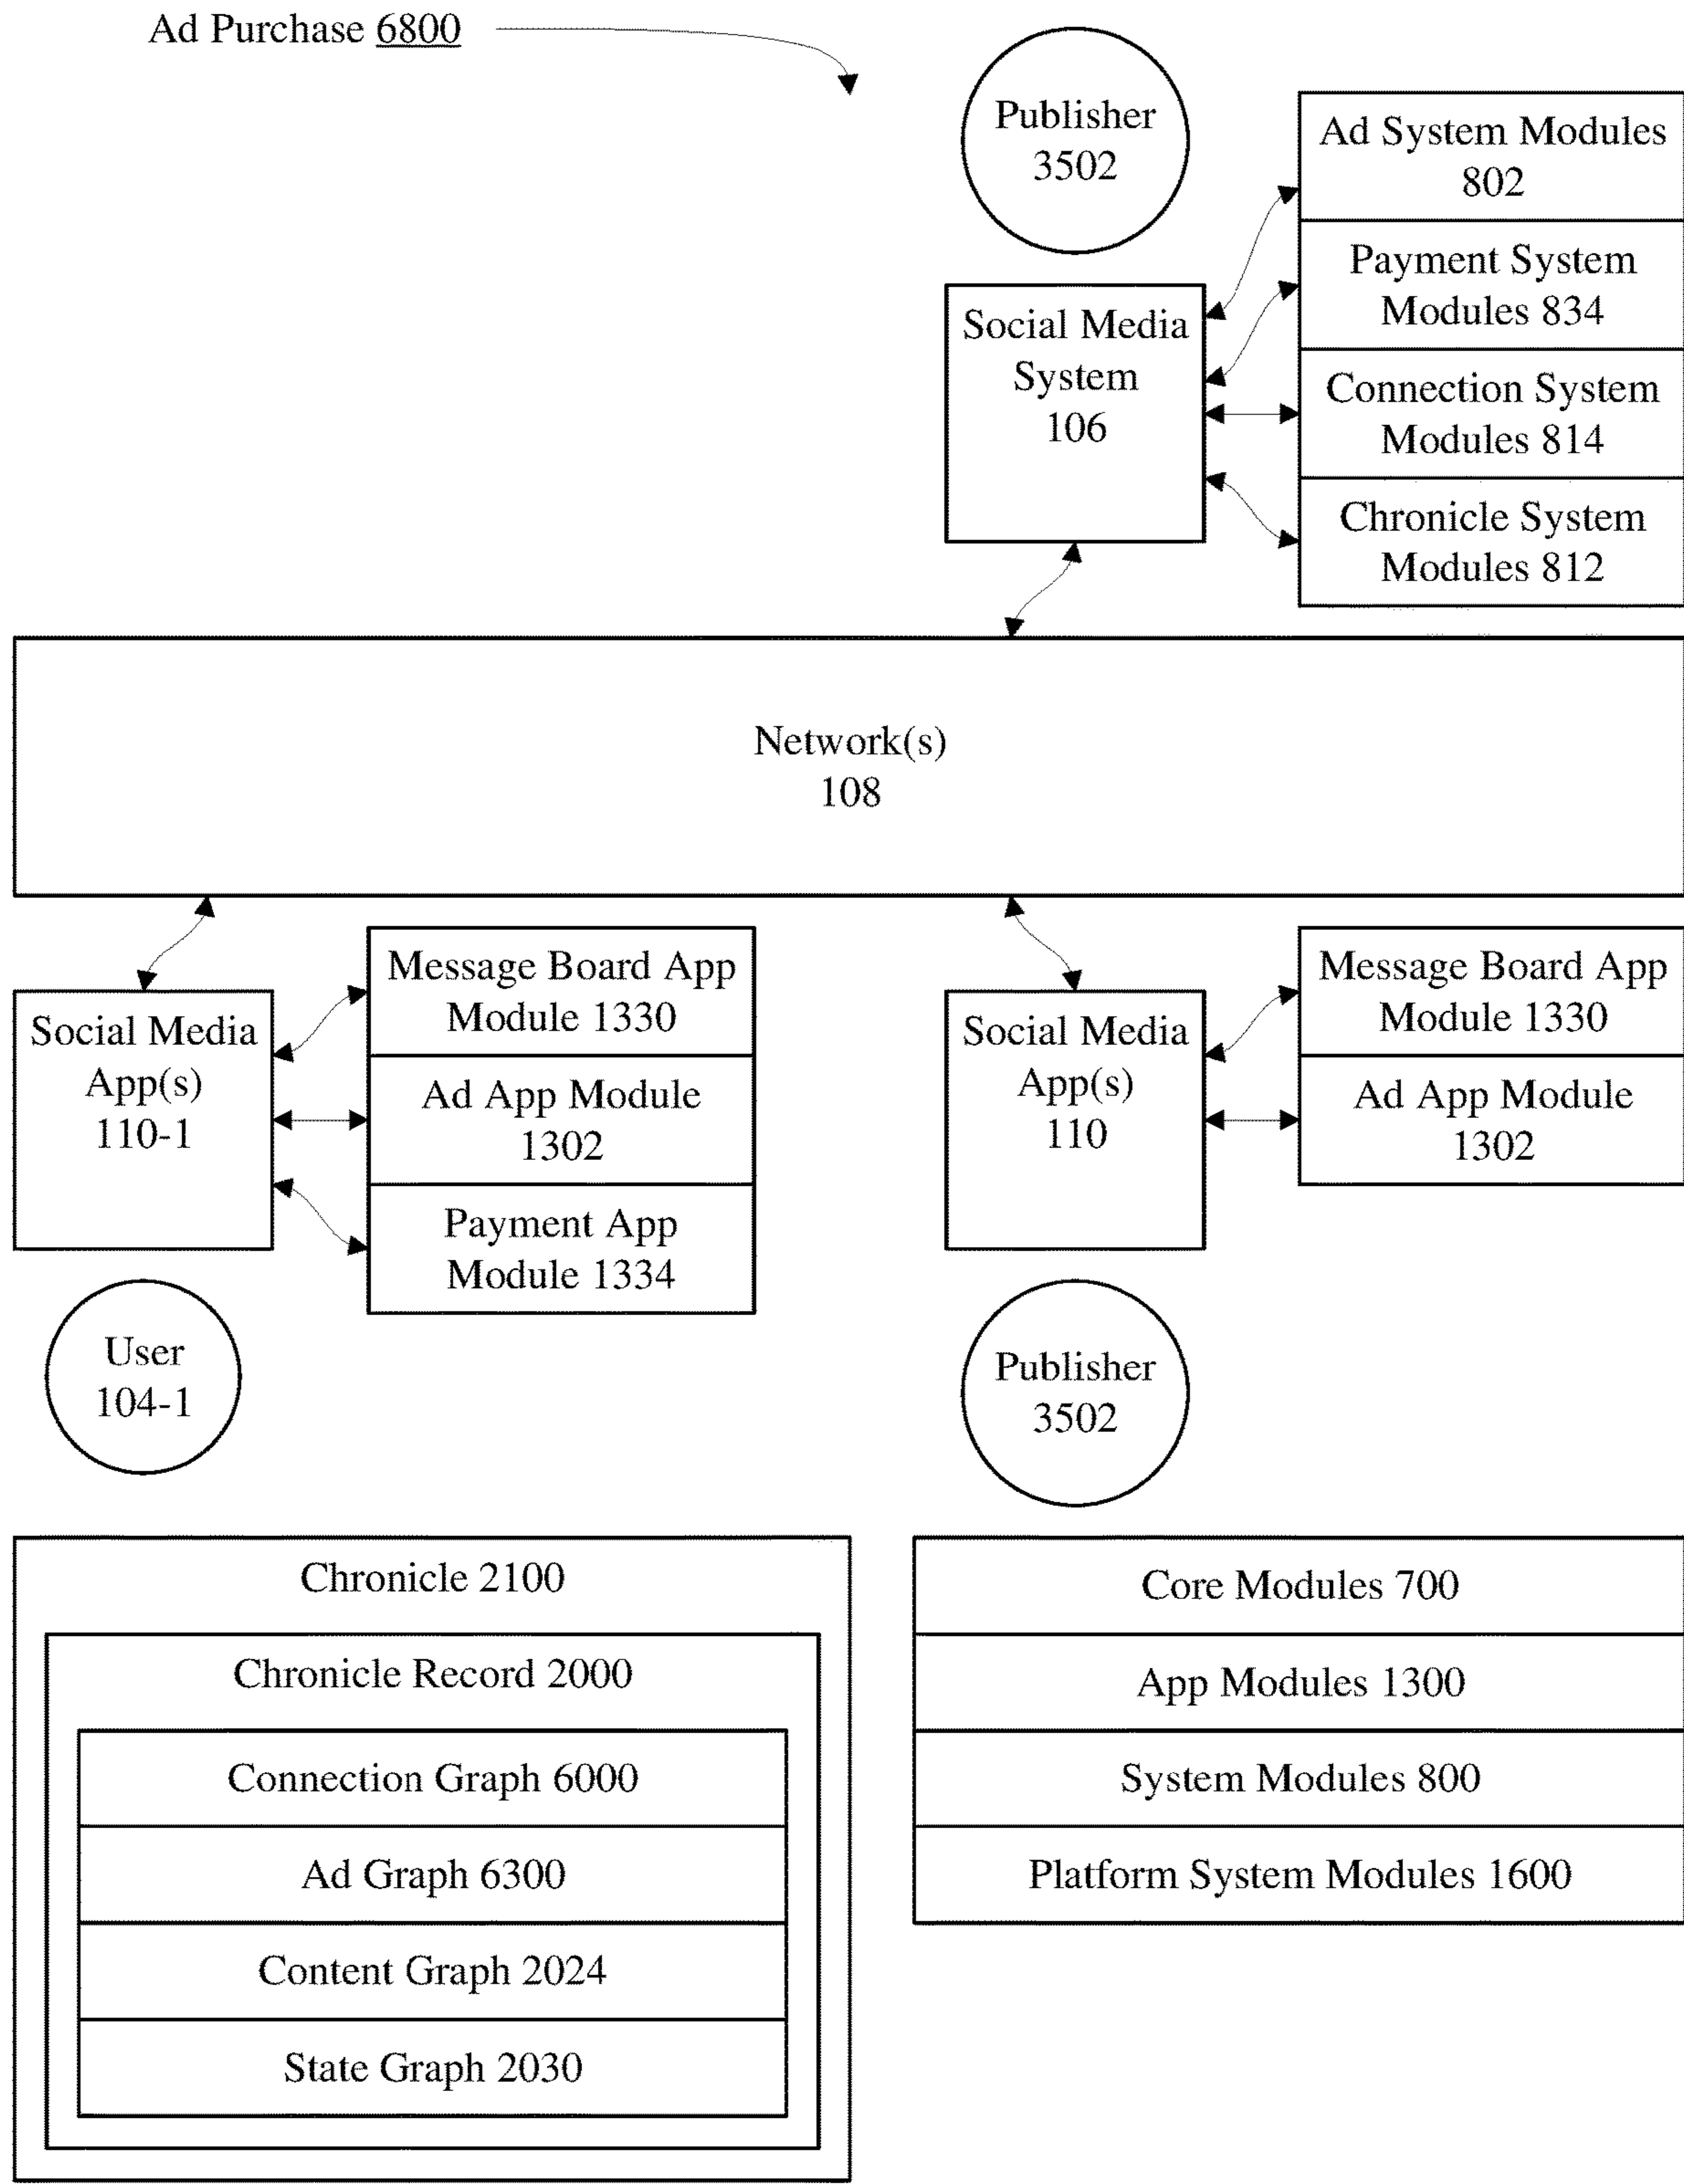 Ad Purchase 6800
Publisher
3502
Ad System Modules
802
Payment System
Modules 834
Connection System
Modules 814
Chronicle System
Modules 812
Social Media
System
106
Network(s)
108
Social Media
App(s)
110-1
Message Board App
Module 1330
Ad App Module
1302
Payment App
Module 1334
User
104-1
Social Media
App(s)
110
Message Board App
Module 1330
Ad App Module
1302
Publisher
3502
Chronicle 2100
Chronicle Record 2000
Connection Graph 6000
Ad Graph 6300
Content Graph 2024
State Graph 2030
Core Modules 700
App Modules 1300
System Modules 800
Platform System Modules 1600